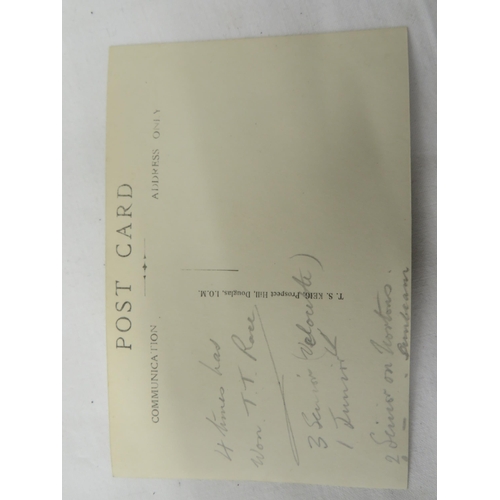 POST CARD
COMMUNICATION
ADDRESS ONLY
T. S. KEIG, Prospect Hill, Douglas, I.O.M.
4 times has
Won T.T. Race
3 Senior Velocette)
1 Junior
2 Senior on Nortons.
- Sunbeam